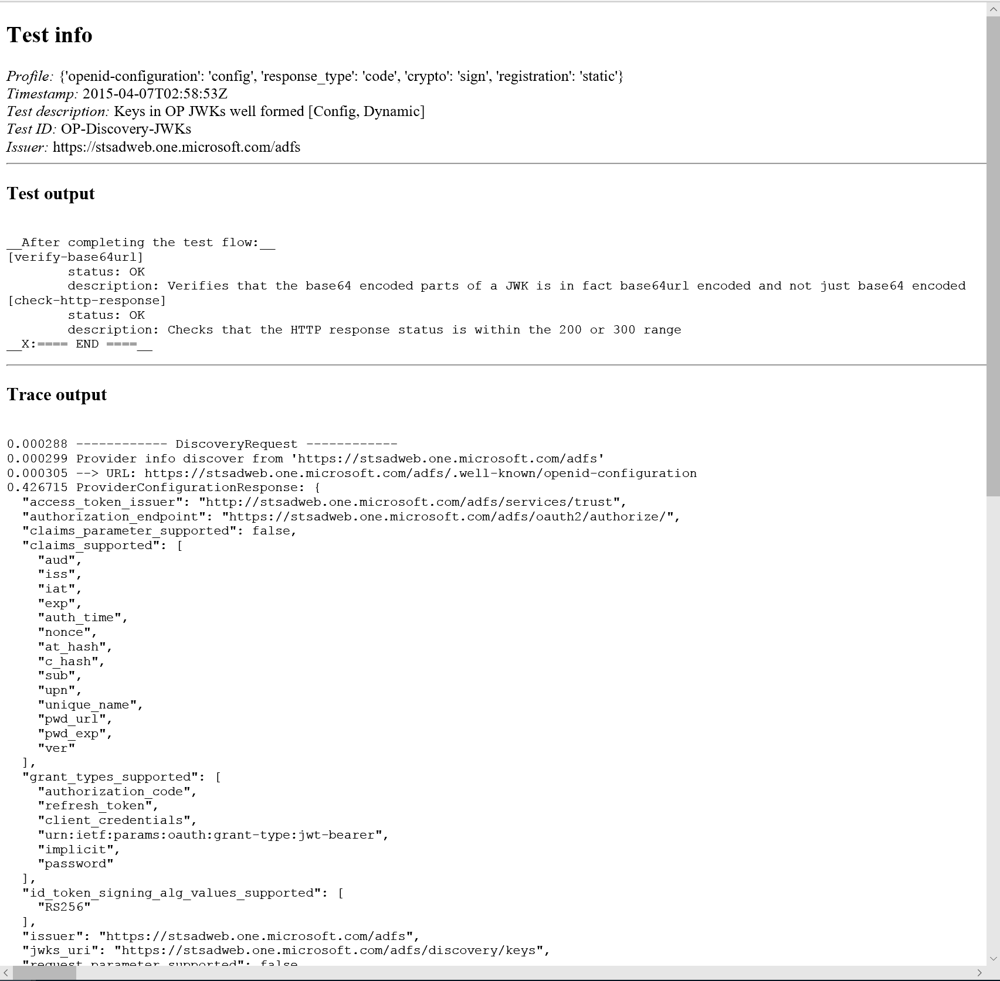 Test info
Profile: {'openid-configuration': 'config', 'response_type': 'code', 'crypto': 'sign', 'registration': 'static'}
Timestamp: 2015-04-07T02:58:53Z
Test description: Keys in OP JWKs well formed [Config, Dynamic]
Test ID: OP-Discovery-JWKs
Issuer: https://stsadweb.one.microsoft.com/adfs
Test output
__After completing the test flow:__
[verify-base64url]
        status: OK
        description: Verifies that the base64 encoded parts of a JWK is in fact base64url encoded and not just base64 encoded
[check-http-response]
        status: OK
        description: Checks that the HTTP response status is within the 200 or 300 range
__X:==== END ====__
Trace output
0.000288 ------------ DiscoveryRequest ------------
0.000299 Provider info discover from 'https://stsadweb.one.microsoft.com/adfs'
0.000305 --> URL: https://stsadweb.one.microsoft.com/adfs/.well-known/openid-configuration
0.426715 ProviderConfigurationResponse: {
  "access_token_issuer": "http://stsadweb.one.microsoft.com/adfs/services/trust",
  "authorization_endpoint": "https://stsadweb.one.microsoft.com/adfs/oauth2/authorize/",
  "claims_parameter_supported": false,
  "claims_supported": [
    "aud",
    "iss",
    "iat",
    "exp",
    "auth_time",
    "nonce",
    "at_hash",
    "c_hash",
    "sub",
    "upn",
    "unique_name",
    "pwd_url",
    "pwd_exp",
    "ver"
  ],
  "grant_types_supported": [
    "authorization_code",
    "refresh_token",
    "client_credentials",
    "urn:ietf:params:oauth:grant-type:jwt-bearer",
    "implicit",
    "password"
  ],
  "id_token_signing_alg_values_supported": [
    "RS256"
  ],
  "issuer": "https://stsadweb.one.microsoft.com/adfs",
  "jwks_uri": "https://stsadweb.one.microsoft.com/adfs/discovery/keys",
  "request_parameter_supported": false